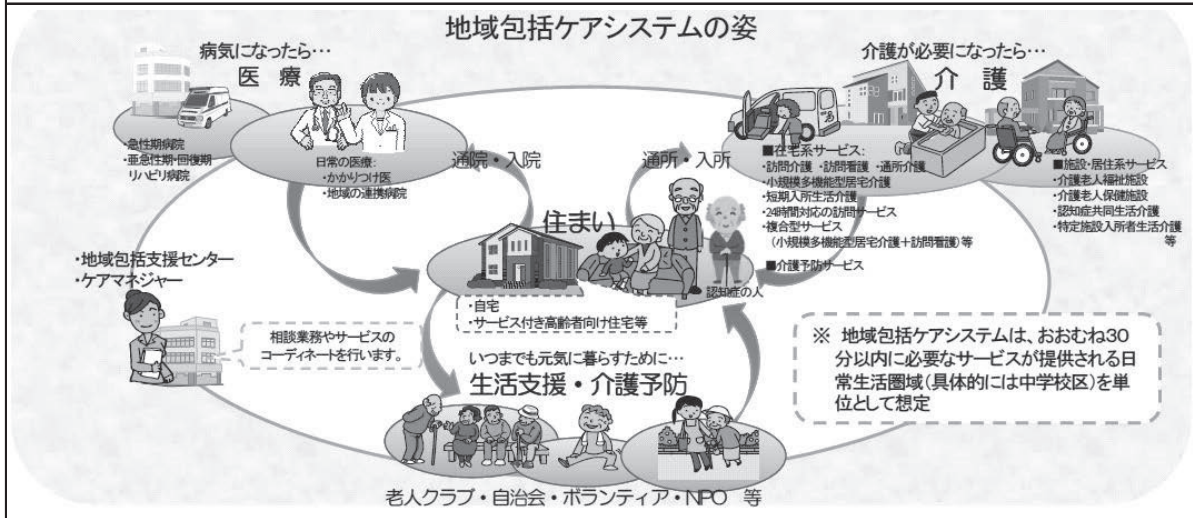 地域包括ケアシステムの姿
病気になったら…
医 療
・急性期病院
・亜急性期・回復期
リハビリ病院
日常の医療:
・かかりつけ医
・地域の連携病院
通院・入院
介護が必要になったら…
介 護
通所・入所
■在宅系サービス:
・訪問介護 ・訪問看護 ・通所介護
・小規模多機能型居宅介護
・短期入所生活介護
・24時間対応の訪問サービス
・複合型サービス
(小規模多機能型居宅介護+訪問看護)等
■介護予防サービス
■施設・居住系サービス
・介護老人福祉施設
・介護老人保健施設
・認知症共同生活介護
・特定施設入所者生活介護
等
住まい
認知症の人
・自宅
・サービス付き高齢者向け住宅等
・地域包括支援センター
・ケアマネジャー
相談業務やサービスの
コーディネートを行います。
いつまでも元気に暮らすために…
生活支援・介護予防
老人クラブ・自治会・ボランティア・NPO 等
※ 地域包括ケアシステムは、おおむね30
分以内に必要なサービスが提供される日
常生活圏域(具体的には中学校区)を単
位として想定